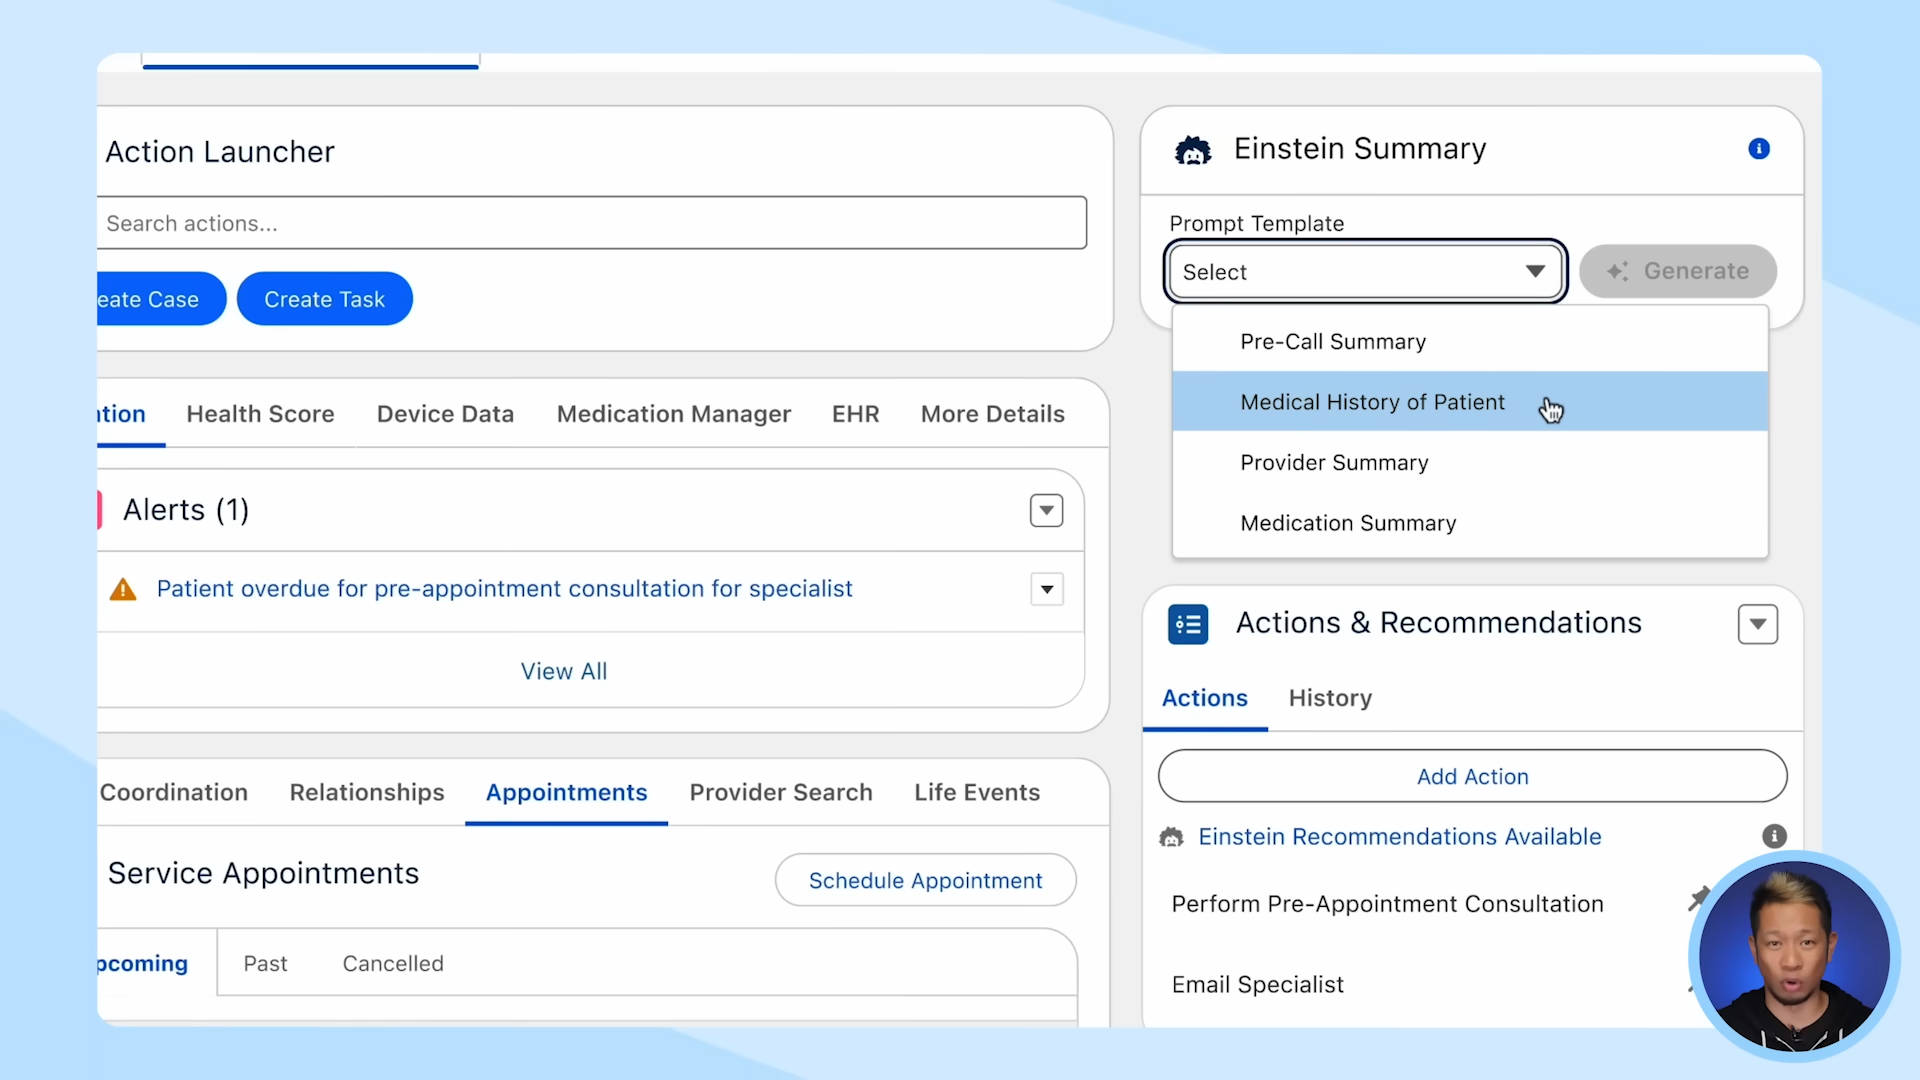 Action Launcher
Search actions...
eate Case
Create Task
ntion
Health Score
Device Data
Medication Manager
EHR
More Details
Alerts (1)
Patient overdue for pre-appointment consultation for specialist
View All
Coordination
Relationships
Appointments
Provider Search
Life Events
Service Appointments
Schedule Appointment
pcoming
Past
Cancelled
Einstein Summary
Prompt Template
Select
Generate
Pre-Call Summary
Medical History of Patient
Provider Summary
Medication Summary
Actions & Recommendations
Actions
History
Add Action
Einstein Recommendations Available
Perform Pre-Appointment Consultation
Email Specialist